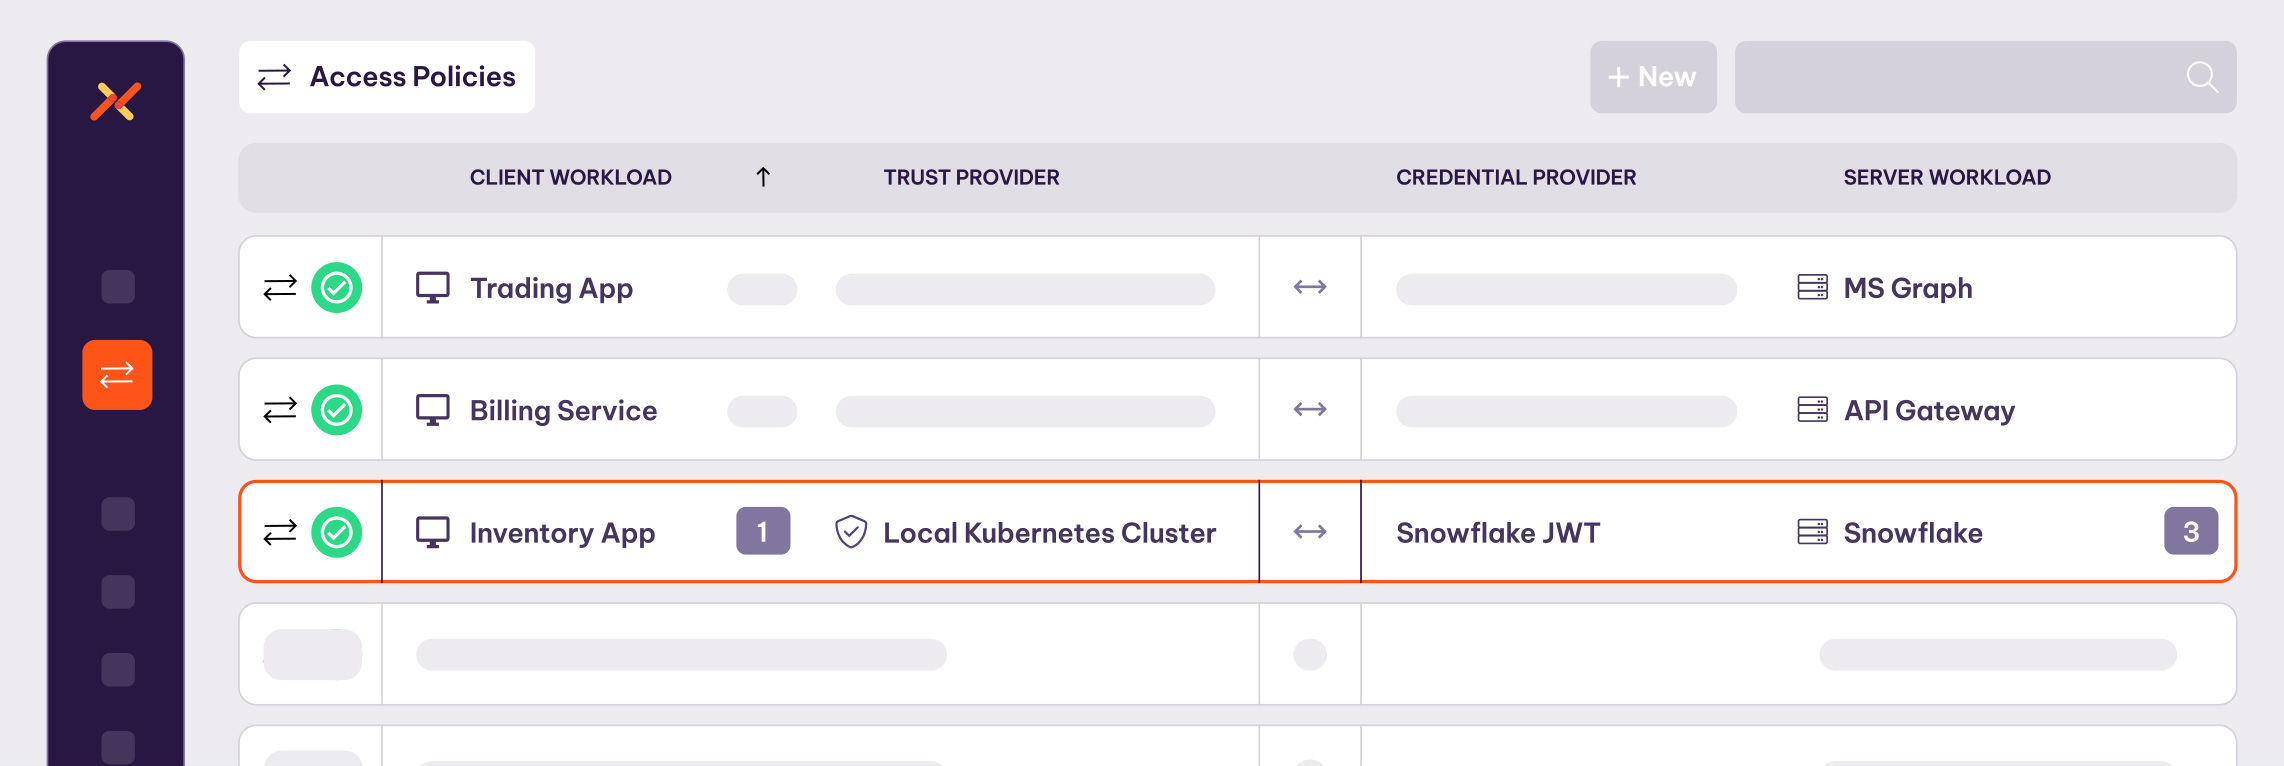 Access Policies
+ New
CLIENT WORKLOAD ↑ TRUST PROVIDER CREDENTIAL PROVIDER SERVER WORKLOAD
Trading App MS Graph
Billing Service API Gateway
Inventory App 1 Local Kubernetes Cluster Snowflake JWT Snowflake 3